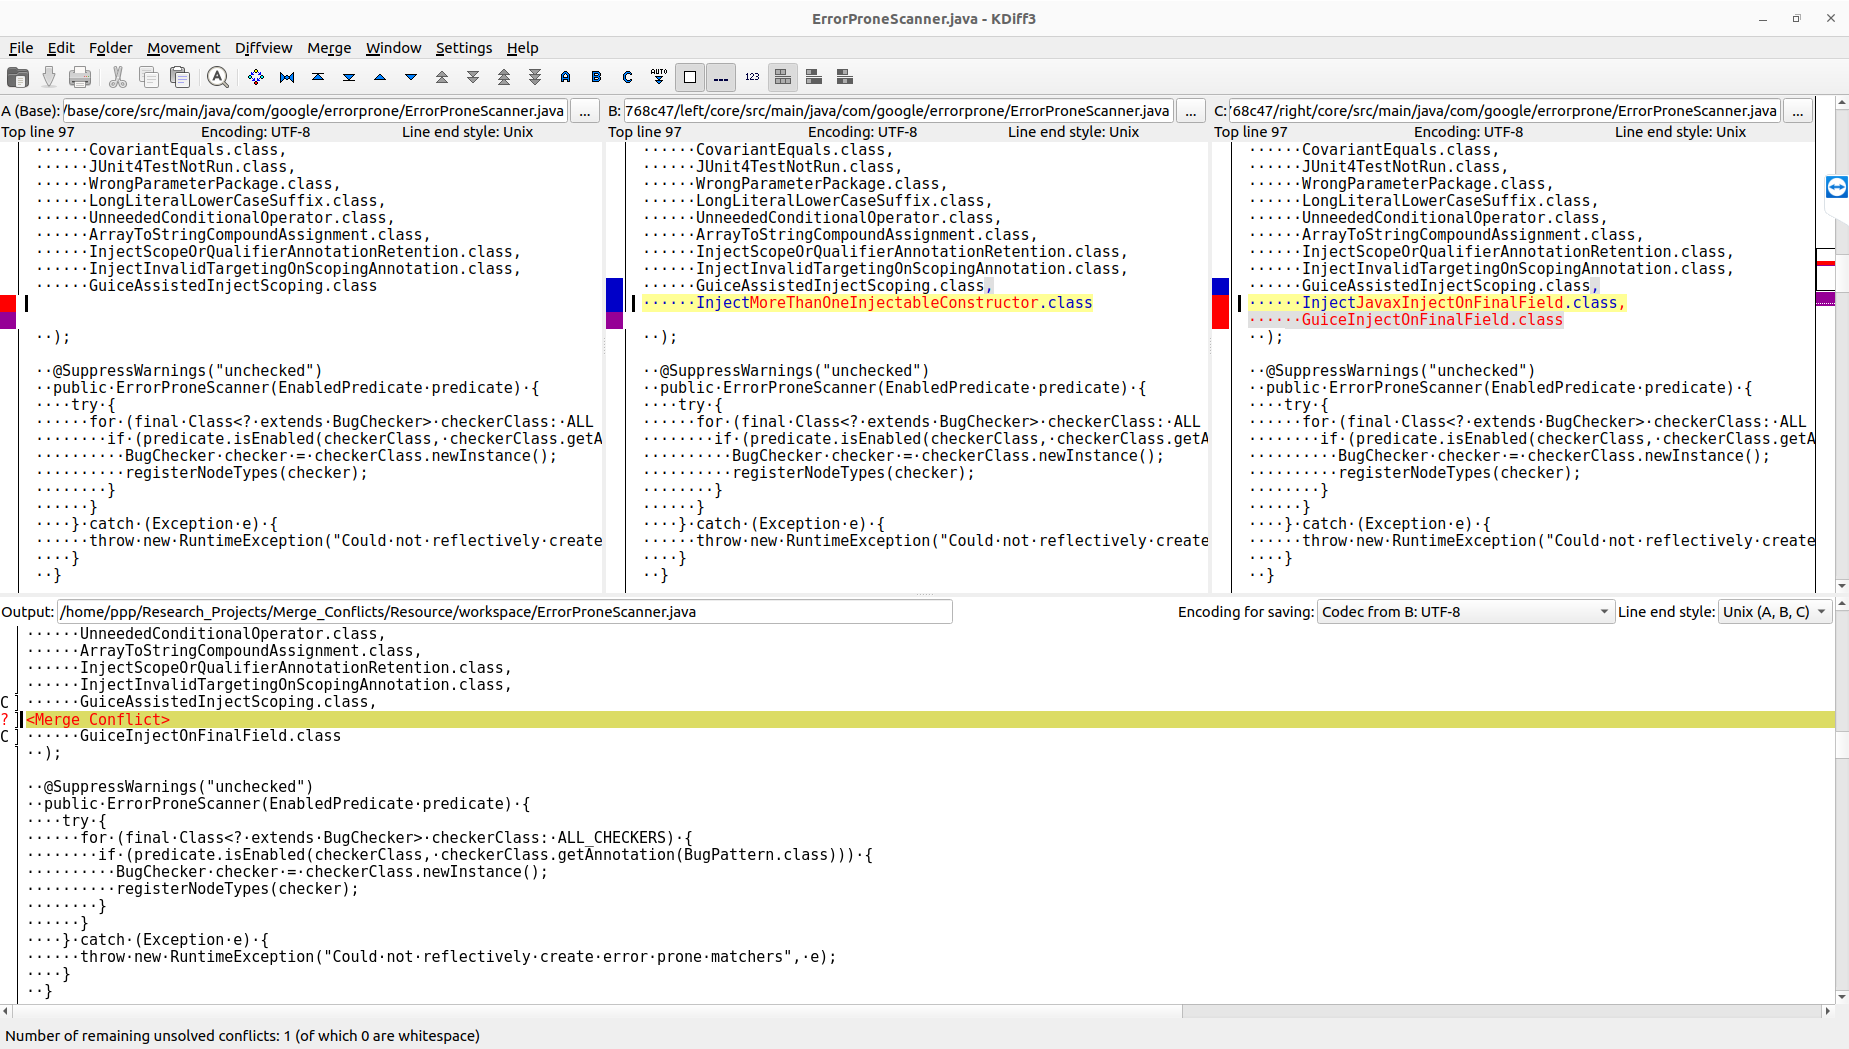 ErrorProneScanner.java - KDiff3
File Edit Folder Movement Diffview Merge Window Settings Help
A B C AUTO 123
A (Base): /base/core/src/main/java/com/google/errorprone/ErrorProneScanner.java ...
Top line 97 Encoding: UTF-8 Line end style: Unix
······CovariantEquals.class,
······JUnit4TestNotRun.class,
······WrongParameterPackage.class,
······LongLiteralLowerCaseSuffix.class,
······UnneededConditionalOperator.class,
······ArrayToStringCompoundAssignment.class,
······InjectScopeOrQualifierAnnotationRetention.class,
······InjectInvalidTargetingOnScopingAnnotation.class,
······GuiceAssistedInjectScoping.class
··);
··@SuppressWarnings("unchecked")
··public·ErrorProneScanner(EnabledPredicate·predicate)·{
····try·{
······for·(final·Class<?·extends·BugChecker>·checkerClass:·ALL
········if·(predicate.isEnabled(checkerClass,·checkerClass.getA
··········BugChecker·checker·=·checkerClass.newInstance();
··········registerNodeTypes(checker);
········}
······}
····}·catch·(Exception·e)·{
······throw·new·RuntimeException("Could·not·reflectively·create
····}
··}
B: 768c47/left/core/src/main/java/com/google/errorprone/ErrorProneScanner.java ...
Top line 97 Encoding: UTF-8 Line end style: Unix
······CovariantEquals.class,
······JUnit4TestNotRun.class,
······WrongParameterPackage.class,
······LongLiteralLowerCaseSuffix.class,
······UnneededConditionalOperator.class,
······ArrayToStringCompoundAssignment.class,
······InjectScopeOrQualifierAnnotationRetention.class,
······InjectInvalidTargetingOnScopingAnnotation.class,
······GuiceAssistedInjectScoping.class,
······InjectMoreThanOneInjectableConstructor.class
··);
··@SuppressWarnings("unchecked")
··public·ErrorProneScanner(EnabledPredicate·predicate)·{
····try·{
······for·(final·Class<?·extends·BugChecker>·checkerClass:·ALL
········if·(predicate.isEnabled(checkerClass,·checkerClass.getA
··········BugChecker·checker·=·checkerClass.newInstance();
··········registerNodeTypes(checker);
········}
······}
····}·catch·(Exception·e)·{
······throw·new·RuntimeException("Could·not·reflectively·create
····}
··}
C: 68c47/right/core/src/main/java/com/google/errorprone/ErrorProneScanner.java ...
Top line 97 Encoding: UTF-8 Line end style: Unix
······CovariantEquals.class,
······JUnit4TestNotRun.class,
······WrongParameterPackage.class,
······LongLiteralLowerCaseSuffix.class,
······UnneededConditionalOperator.class,
······ArrayToStringCompoundAssignment.class,
······InjectScopeOrQualifierAnnotationRetention.class,
······InjectInvalidTargetingOnScopingAnnotation.class,
······GuiceAssistedInjectScoping.class,
······InjectJavaxInjectOnFinalField.class,
······GuiceInjectOnFinalField.class
··);
··@SuppressWarnings("unchecked")
··public·ErrorProneScanner(EnabledPredicate·predicate)·{
····try·{
······for·(final·Class<?·extends·BugChecker>·checkerClass:·ALL
········if·(predicate.isEnabled(checkerClass,·checkerClass.getA
··········BugChecker·checker·=·checkerClass.newInstance();
··········registerNodeTypes(checker);
········}
······}
····}·catch·(Exception·e)·{
······throw·new·RuntimeException("Could·not·reflectively·create
····}
··}
Output: /home/ppp/Research_Projects/Merge_Conflicts/Resource/workspace/ErrorProneScanner.java Encoding for saving: Codec from B: UTF-8 Line end style: Unix (A, B, C)
······UnneededConditionalOperator.class,
······ArrayToStringCompoundAssignment.class,
······InjectScopeOrQualifierAnnotationRetention.class,
······InjectInvalidTargetingOnScopingAnnotation.class,
C ······GuiceAssistedInjectScoping.class,
? <Merge Conflict>
C ······GuiceInjectOnFinalField.class
··);
··@SuppressWarnings("unchecked")
··public·ErrorProneScanner(EnabledPredicate·predicate)·{
····try·{
······for·(final·Class<?·extends·BugChecker>·checkerClass:·ALL_CHECKERS)·{
········if·(predicate.isEnabled(checkerClass,·checkerClass.getAnnotation(BugPattern.class)))·{
··········BugChecker·checker·=·checkerClass.newInstance();
··········registerNodeTypes(checker);
········}
······}
····}·catch·(Exception·e)·{
······throw·new·RuntimeException("Could·not·reflectively·create·error·prone·matchers",·e);
····}
··}
Number of remaining unsolved conflicts: 1 (of which 0 are whitespace)